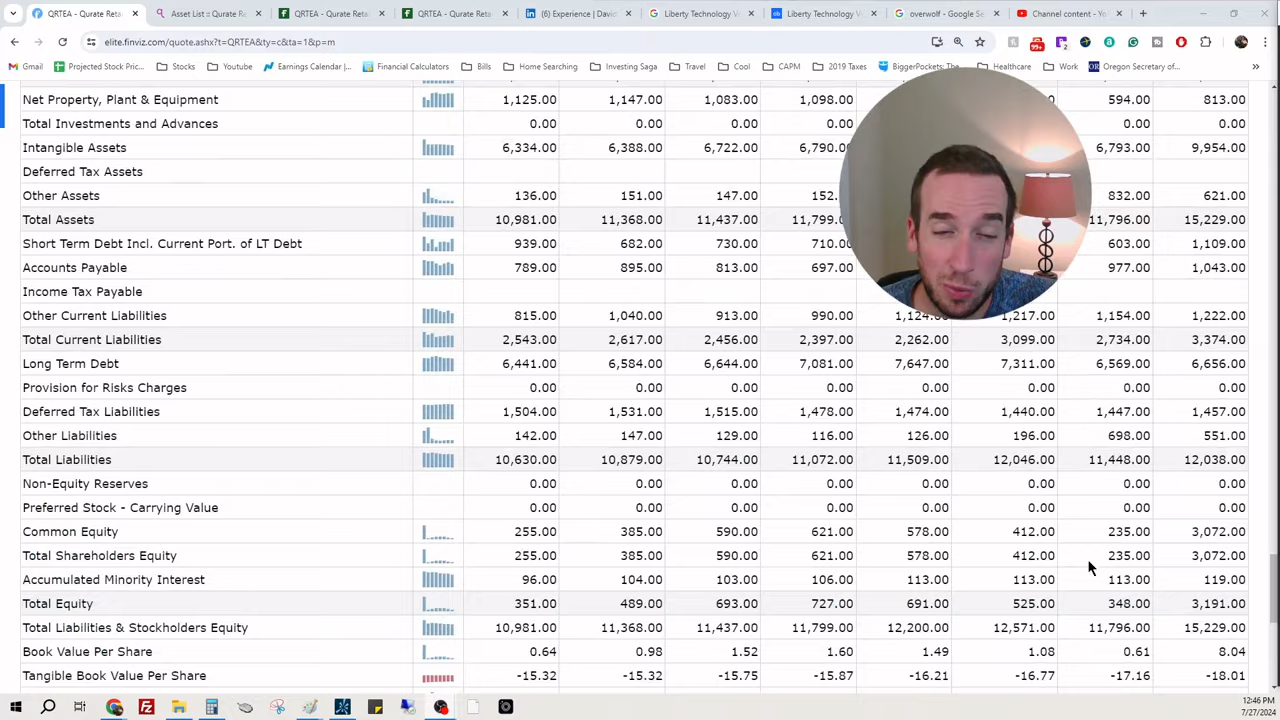 QRTEA - Qurate Reta
Asset List :: Qurate R
QRTEA - Qurate Reta
QRTEA - Qurate Reta
(6) Experience | David
Liberty Technology V
Liberty Technology V
overwolf - Google Se
Channel content - Yo
elite.finviz.com/quote.ashx?t=QRTEA&ty=c&ta=1&p=m
Gmail
Projected Stock Pric...
Stocks
Youtube
Earnings Calendar |...
Financial Calculators
Bills
Home Searching
Investing Saga
Travel
Cool
CAPM
2019 Taxes
BiggerPockets: The...
Healthcare
Work
Oregon Secretary of...
Net Property, Plant & Equipment 1,125.00 1,147.00 1,083.00 1,098.00 594.00 813.00
Total Investments and Advances 0.00 0.00 0.00 0.00 0.00 0.00
Intangible Assets 6,334.00 6,388.00 6,722.00 6,790.00 6,793.00 9,954.00
Deferred Tax Assets
Other Assets 136.00 151.00 147.00 152. 832.00 621.00
Total Assets 10,981.00 11,368.00 11,437.00 11,799. 11,796.00 15,229.00
Short Term Debt Incl. Current Port. of LT Debt 939.00 682.00 730.00 710.0 603.00 1,109.00
Accounts Payable 789.00 895.00 813.00 697.00 977.00 1,043.00
Income Tax Payable
Other Current Liabilities 815.00 1,040.00 913.00 990.00 1,124. 1,217.00 1,154.00 1,222.00
Total Current Liabilities 2,543.00 2,617.00 2,456.00 2,397.00 2,262.00 3,099.00 2,734.00 3,374.00
Long Term Debt 6,441.00 6,584.00 6,644.00 7,081.00 7,647.00 7,311.00 6,569.00 6,656.00
Provision for Risks Charges 0.00 0.00 0.00 0.00 0.00 0.00 0.00 0.00
Deferred Tax Liabilities 1,504.00 1,531.00 1,515.00 1,478.00 1,474.00 1,440.00 1,447.00 1,457.00
Other Liabilities 142.00 147.00 129.00 116.00 126.00 196.00 698.00 551.00
Total Liabilities 10,630.00 10,879.00 10,744.00 11,072.00 11,509.00 12,046.00 11,448.00 12,038.00
Non-Equity Reserves 0.00 0.00 0.00 0.00 0.00 0.00 0.00
Preferred Stock - Carrying Value 0.00 0.00 0.00 0.00 0.00 0.00 0.00 0.00
Common Equity 255.00 385.00 590.00 621.00 578.00 412.00 235.00 3,072.00
Total Shareholders Equity 255.00 385.00 590.00 621.00 578.00 412.00 235.00 3,072.00
Accumulated Minority Interest 96.00 104.00 103.00 106.00 113.00 113.00 113.00 119.00
Total Equity 351.00 489.00 693.00 727.00 691.00 525.00 348.00 3,191.00
Total Liabilities & Stockholders Equity 10,981.00 11,368.00 11,437.00 11,799.00 12,200.00 12,571.00 11,796.00 15,229.00
Book Value Per Share 0.64 0.98 1.52 1.60 1.49 1.08 .61 8.04
Tangible Book Value Per Share -15.32 -15.32 -15.75 -15.87 -16.21 -16.77 -17.16 -18.01
12:46 PM
7/27/2024